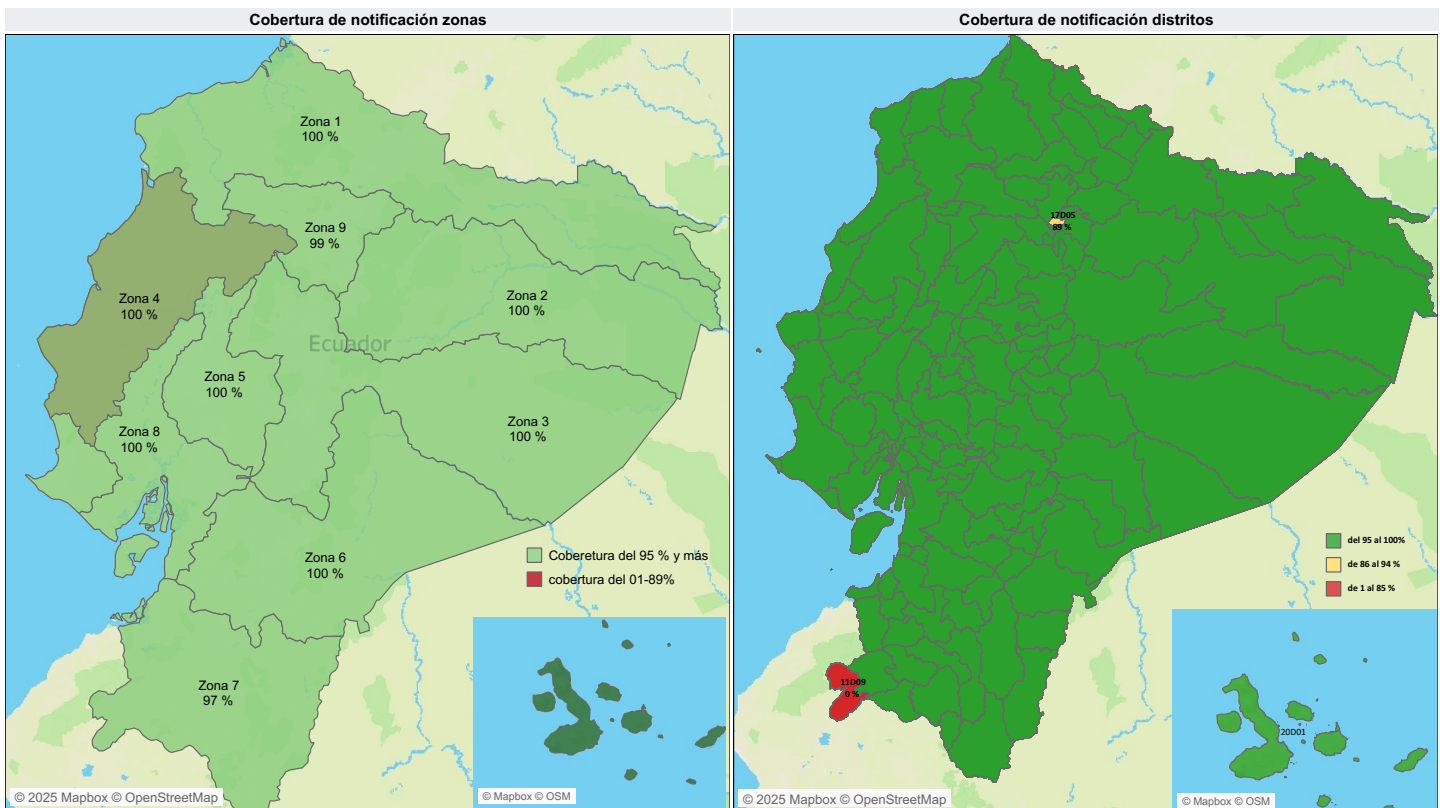 Cobertura de notificación zonas
Zona 1
100 %
Zona 9
99 %
Zona 4
100 %
Zona 2
100 %
Ecuador
Zona 5
100 %
Zona 3
100 %
Zona 8
100 %
Zona 6
100 %
Coberetura del 95 % y más
cobertura del 01-89%
Zona 7
97 %
© 2025 Mapbox © OpenStreetMap
© Mapbox © OSM
Cobertura de notificación distritos
17D05
89 %
del 95 al 100%
de 86 al 94 %
de 1 al 85 %
11D09
0 %
20D01
© 2025 Mapbox © OpenStreetMap
© Mapbox © OSM